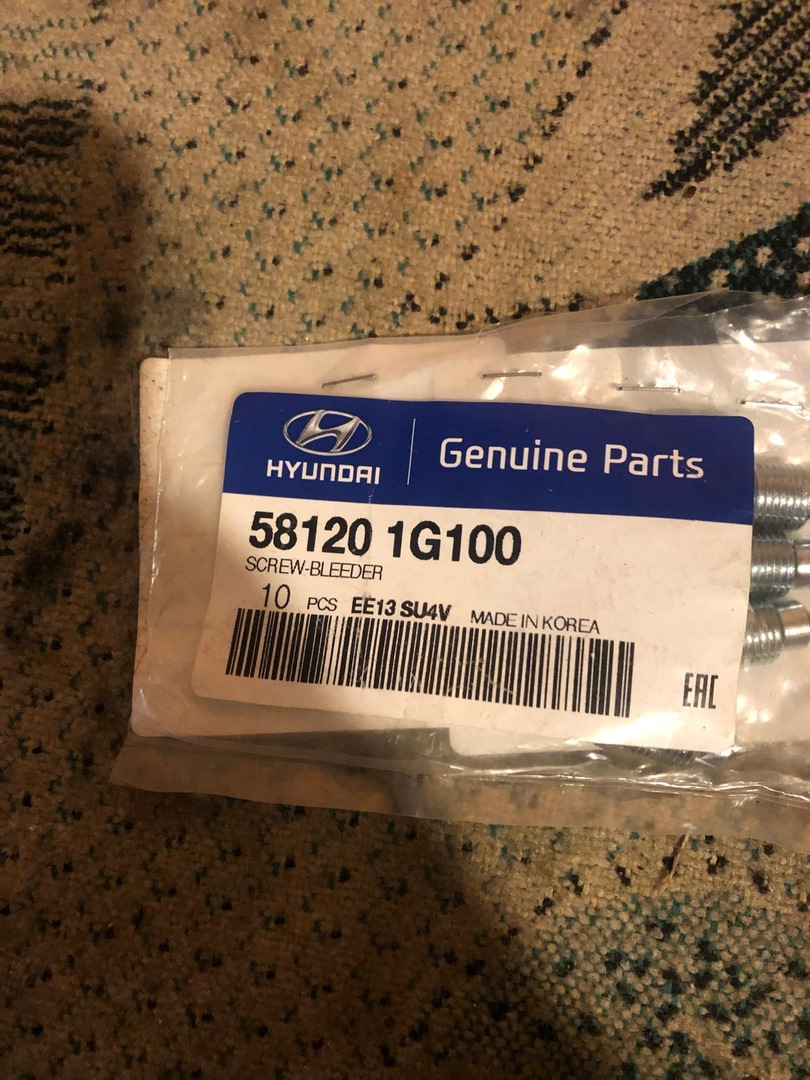 HYUNDAI
Genuine Parts
58120 1G100
SCREW-BLEEDER
10 PCS EE13 SU4V MADE IN KOREA
EAC